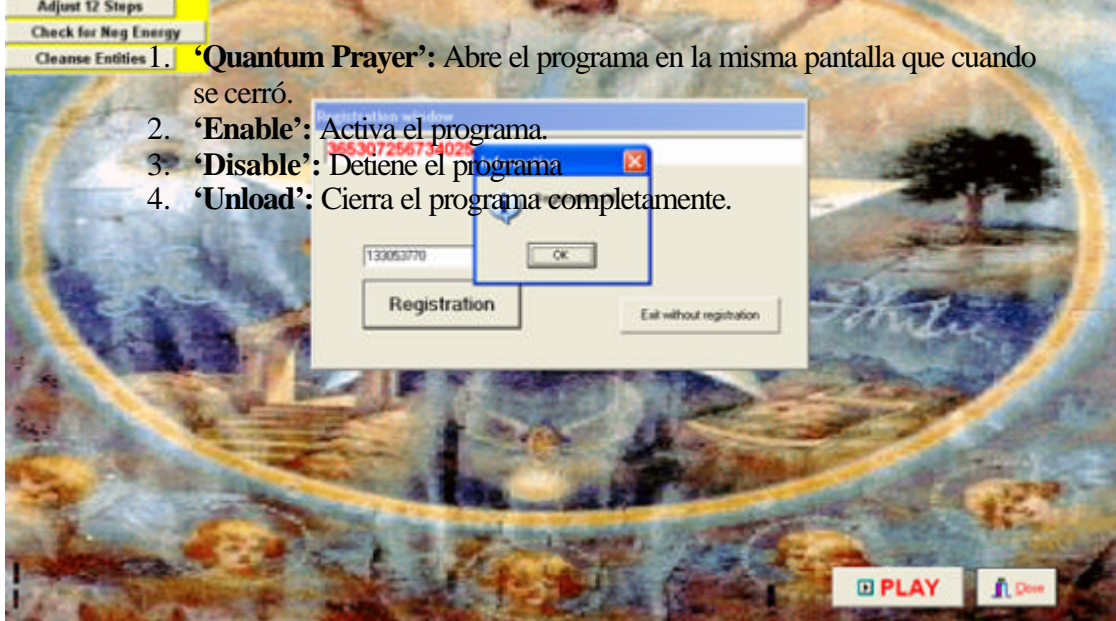 Adjust 12 Steps
Check for Neg Energy
Cleanse Entities
1. ‘Quantum Prayer’: Abre el programa en la misma pantalla que cuando
se cerró.
2. ‘Enable’: Activa el programa.
3. ‘Disable’: Detiene el programa
4. ‘Unload’: Cierra el programa completamente.
Registration window
365307256734025
133053770
OK
Registration
Exit without registration
PLAY
Close